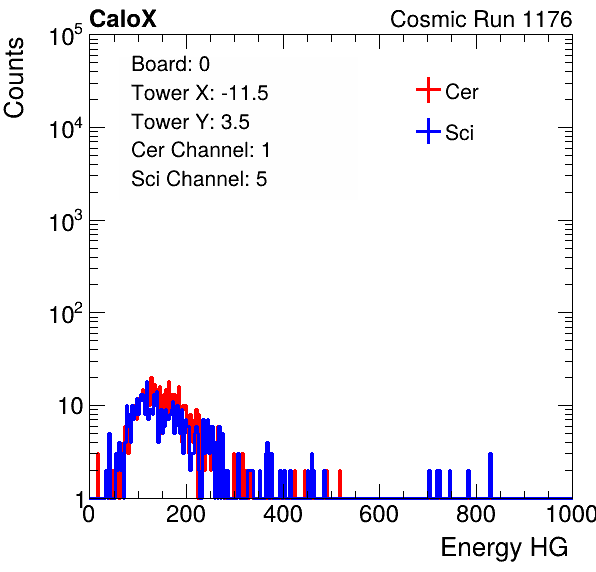 CaloX Cosmic Run 1176
Counts
10^5
10^4
10^3
10^2
10
1
Board: 0
Tower X: -11.5
Tower Y: 3.5
Cer Channel: 1
Sci Channel: 5
Cer
Sci
0 200 400 600 800 1000
Energy HG